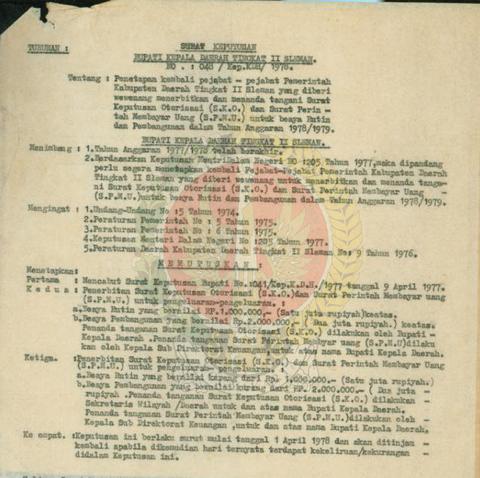 TURUNAN :
SURAT KEPUTUSAN
BUPATI KEPALA DAERAH TINGKAT II SLEMAN.
NO . : 048 / Kep.KDH/ 1978.
Tentang : Penetapan kembali pejabat - pejabat Pemerintah
Kabupaten Daerah Tingkat II Sleman yang diberi
wewenang menerbitkan dan menanda tangani Surat
Keputusan Otorisasi (S.K.O.) dan Surat Perin -
tah Membayar Uang (S.P.M.U.) untuk beaya Rutin
dan Pembangunan dalam Tahun Anggaran 1978/1979.
BUPATI KEPALA DAERAH TINGKAT II SLEMAN.
Menimbang : 1.Tahun Anggaran 1977/1978 telah berakhir.
2.Berdasarkan Keputusan Mentri Dalam Negeri NO :205 Tahun 1977,maka dipandang
perlu segera menetapkan kembali Pejabat-Pejabat Pemerintah Kabupaten Daerah
Tingkat II Sleman yang diberi wewenang untuk menerbitkan dan menanda tanga-
ni Surat Keputusan Otorisasi (S.K.O.) dan Surat Perintah Membayar Uang
(S.P.M.U.)untuk beaya Rutin dan Pembangunan dalam Tahun Anggaran 1978/1979.
Mengingat : 1.Undang-Undang No :5 Tahun 1974.
2.Peraturan Pemerintah No : 5 Tahun 1975.
3.Peraturan Pemerintah No : 6 Tahun 1975.
4.Keputusan Menteri Dalam Negeri No :205 Tahun 1977.
5.Peraturan Daerah Kabupaten Daerah Tingkat II Sleman No: 9 Tahun 1976.
M E M U T U S K A N :
Menetapkan:
Pertama : Mencabut Surat Keputusan Bupati No.:041/Kep.K.D.H./1977 tanggal 9 April 1977.
K e d u a : Penerbitan Surat Keputusan Otorisasi (S.K.O.)dan Surat Perintah Membayar uang
(S.P.M.U.) untuk pengeluaran-pengeluaran. :
a.Beaya Rutin yang bernilai RP.1.000.000,— (Satu juta rupiyah)keatas.
b.Beaya Pembangunan yang bernilai Rp.2.000.000,— ( Dua juta rupiyah.) keatas.
Penanda tanganan Surat Keputusan Otorisasi (S.K.O ) dilakukan oleh Bupati -
Kepala Daerah .Penanda tanganan Surat Perintah Membayar uang (S.P.M.U)dilaku
kan oleh Kepala Sub Direktorat Keuangan untuk atas nama Bupati Kepala Daerah.
Ketiga. :Penerbitan Surat Keputusan Otorisasi (S.K.O.) dan Surat Perintah Membayar Uang
(S.P.M.U.) untuk pengeluaran- pengeluaran :
a.Beaya Rutin yang bernilai kurang dari Rp 1.000.000.— (Satu juta rupiyah.)
b.Beaya Pembangunan yang bernilai kurang dari RP. 2.000.000,— ( Dua juta -
rupiyah .Penanda tanganan Surat Keputusan Otorisasi (S.K.O.) dilakukan -
Sekretaris Wilayah /Daerah untuk dan atas nama Bupati Kepala Daerah.
Penanda tanganan Surat Perintah Membayar Uang (S.P.M.U)dilakukan oleh -
Kepala Sub Direktorat Keuangan ,untuk dan atas nama Bupati Kepala Daerah.
Ke empat. :Keputusan ini berlaku surut mulai tanggal 1 April 1978 dan akan ditinjau -
kembali apabila dikemudian hari ternyata terdapat kekeliruan/kekurangan -
didalam Keputusan ini.